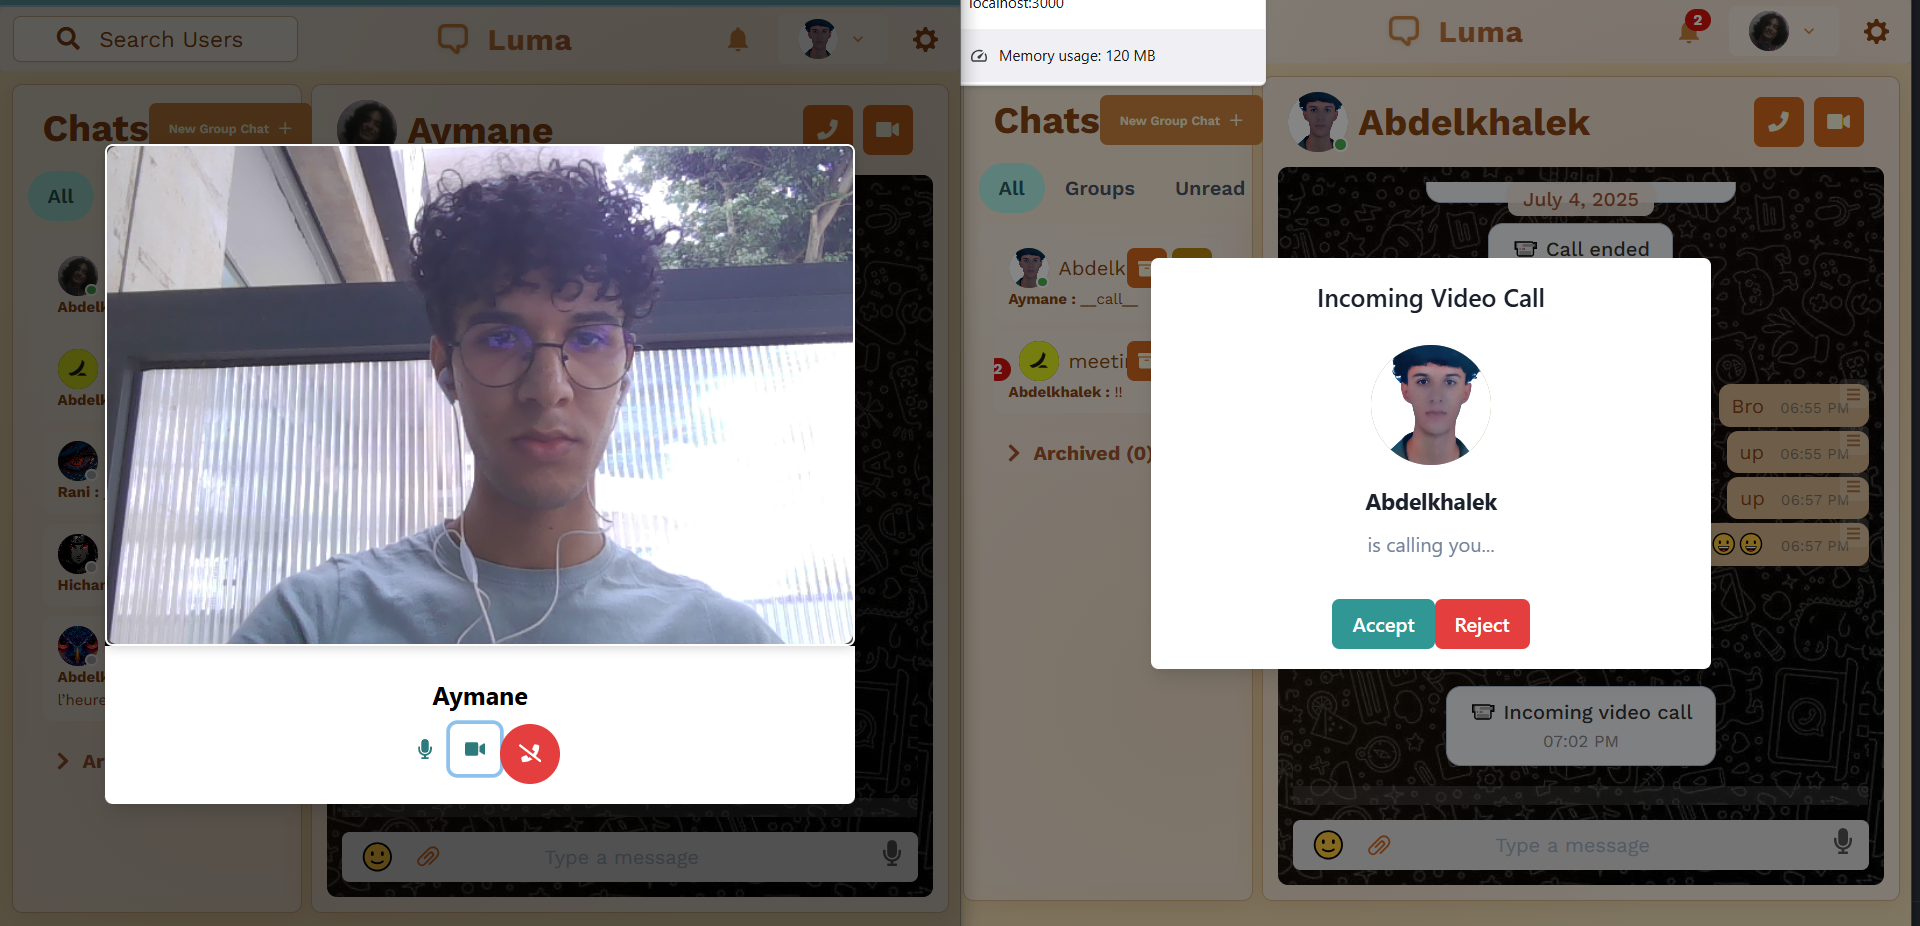 Search Users
Luma
Chats
New Group Chat +
Aymane
All
Abdelk
Abdelk
Rani :
Hichar
Abdelk
l'heure
Ar
Aymane
Type a message
localhost:3000
Memory usage: 120 MB
Luma
2
Chats
New Group Chat +
Abdelkhalek
All
Groups
Unread
July 4, 2025
Call ended
Abdelk
Aymane : __call__
2
meeti
Abdelkhalek : !!
Archived (0)
Incoming Video Call
Abdelkhalek
is calling you...
Accept
Reject
Bro 06:55 PM
up 06:55 PM
up 06:57 PM
😀😀 06:57 PM
Incoming video call
07:02 PM
Type a message